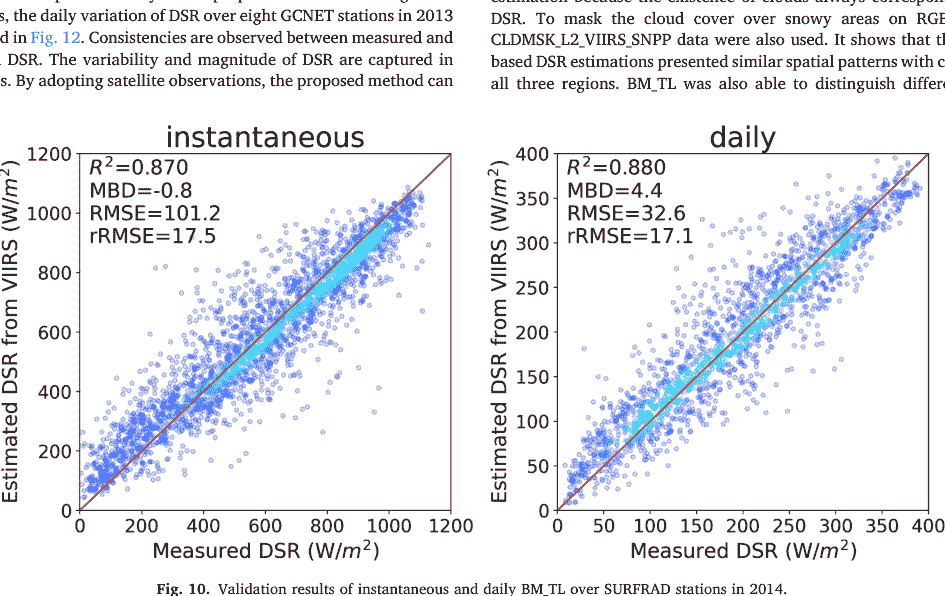 s, the daily variation of DSR over eight GCNET stations in 2013
d in Fig. 12. Consistencies are observed between measured and
DSR. The variability and magnitude of DSR are captured in
s. By adopting satellite observations, the proposed method can
DSR. To mask the cloud cover over snowy areas on RGB
CLDMSK_L2_VIIRS_SNPP data were also used. It shows that th
based DSR estimations presented similar spatial patterns with c
all three regions. BM_TL was also able to distinguish differe
instantaneous
R²=0.870
MBD=-0.8
RMSE=101.2
rRMSE=17.5
Estimated DSR from VIIRS (W/m²)
1200
1000
800
600
400
200
0
0 200 400 600 800 1000 1200
Measured DSR (W/m²)
daily
R²=0.880
MBD=4.4
RMSE=32.6
rRMSE=17.1
Estimated DSR from VIIRS (W/m²)
400
350
300
250
200
150
100
50
0
0 50 100 150 200 250 300 350 400
Measured DSR (W/m²)
Fig. 10. Validation results of instantaneous and daily BM_TL over SURFRAD stations in 2014.